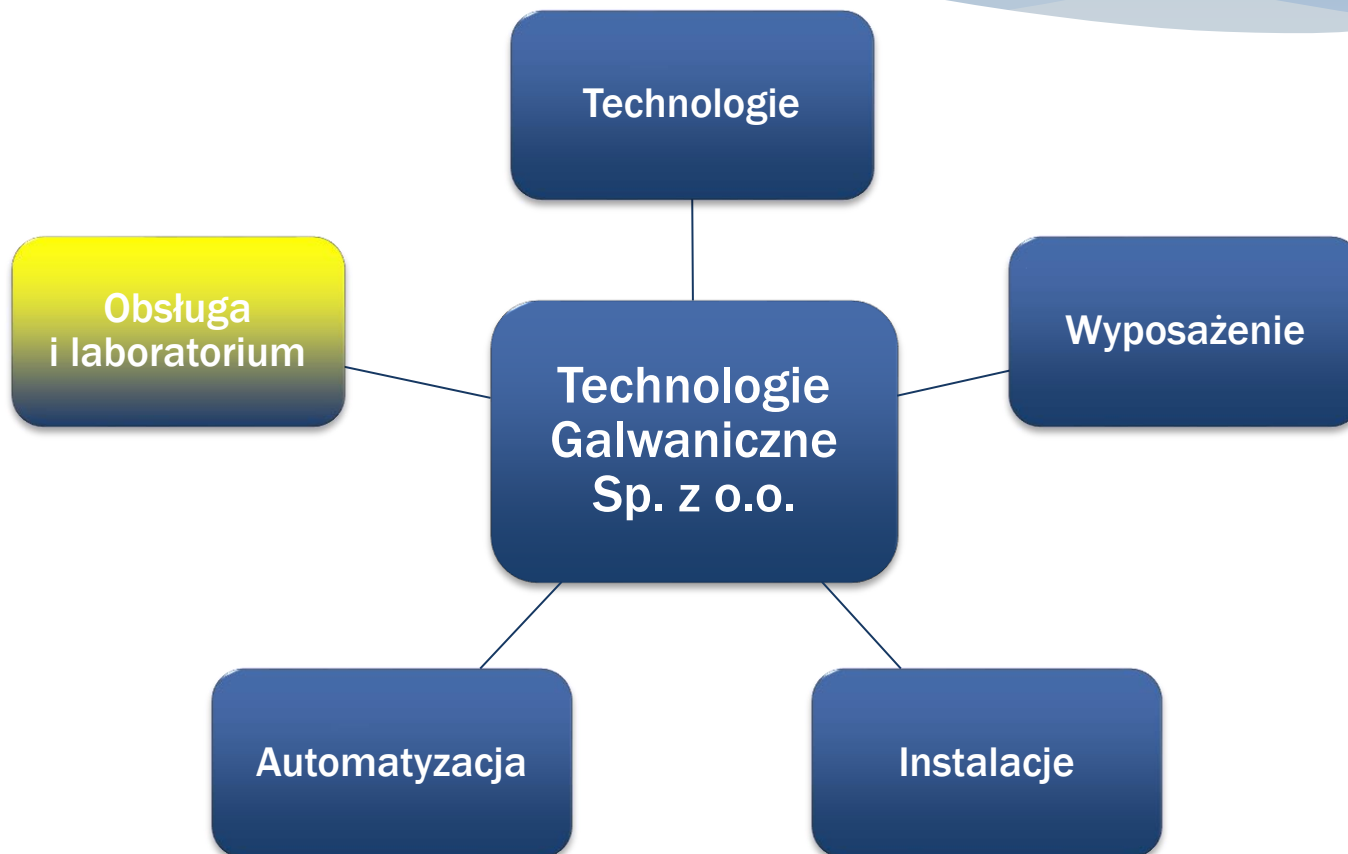 Technologie
Obsługa
i laboratorium
Wyposażenie
Technologie
Galwaniczne
Sp. z o.o.
Automatyzacja
Instalacje